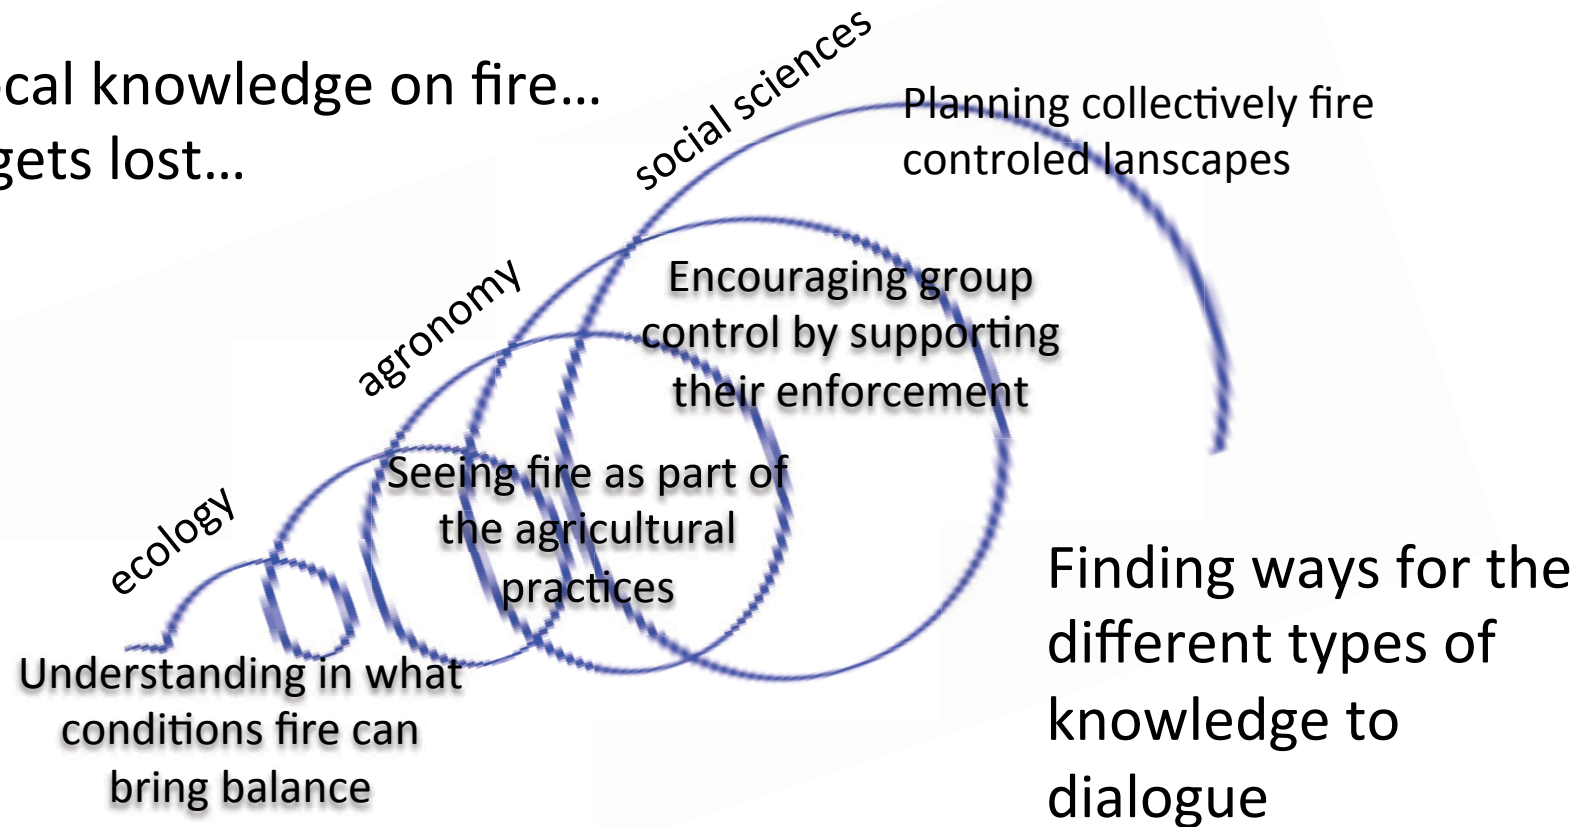 ocal knowledge on fire...
gets lost...
social sciences
Planning collectively fire
controled lanscapes
agronomy
Encouraging group
control by supporting
their enforcement
ecology
Seeing fire as part of
the agricultural
practices
Understanding in what
conditions fire can
bring balance
Finding ways for the
different types of
knowledge to
dialogue